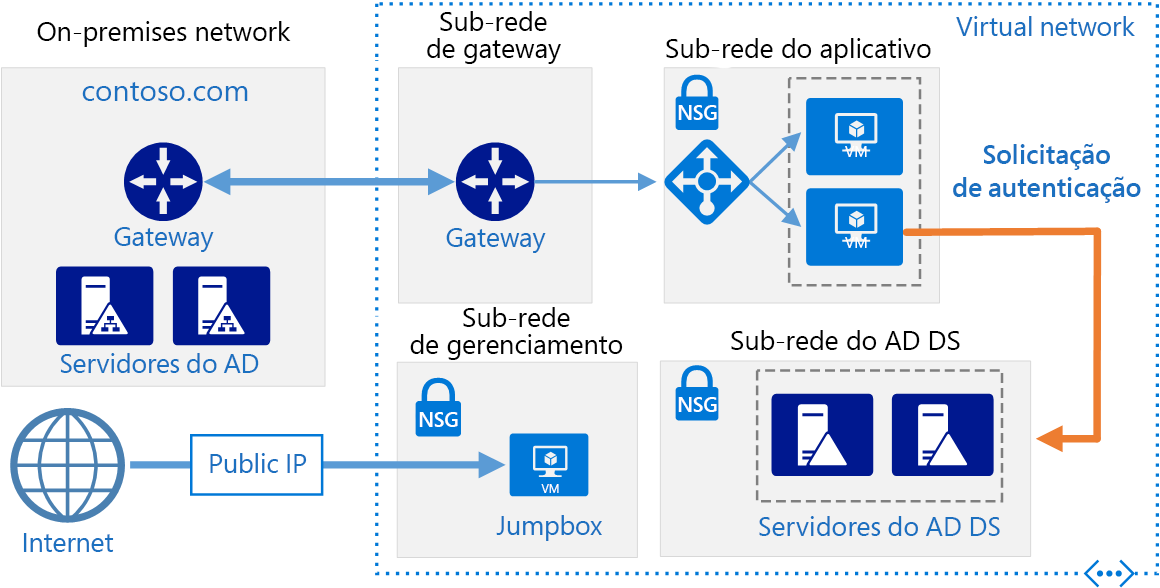 On-premises network
contoso.com
Gateway
Servidores do AD
Sub-rede
de gateway
Gateway
Sub-rede do aplicativo
NSG
VM
VM
Virtual network
Solicitação
de autenticação
Sub-rede
de gerenciamento
NSG
VM
Jumpbox
Sub-rede do AD DS
NSG
Servidores do AD DS
Public IP
Internet